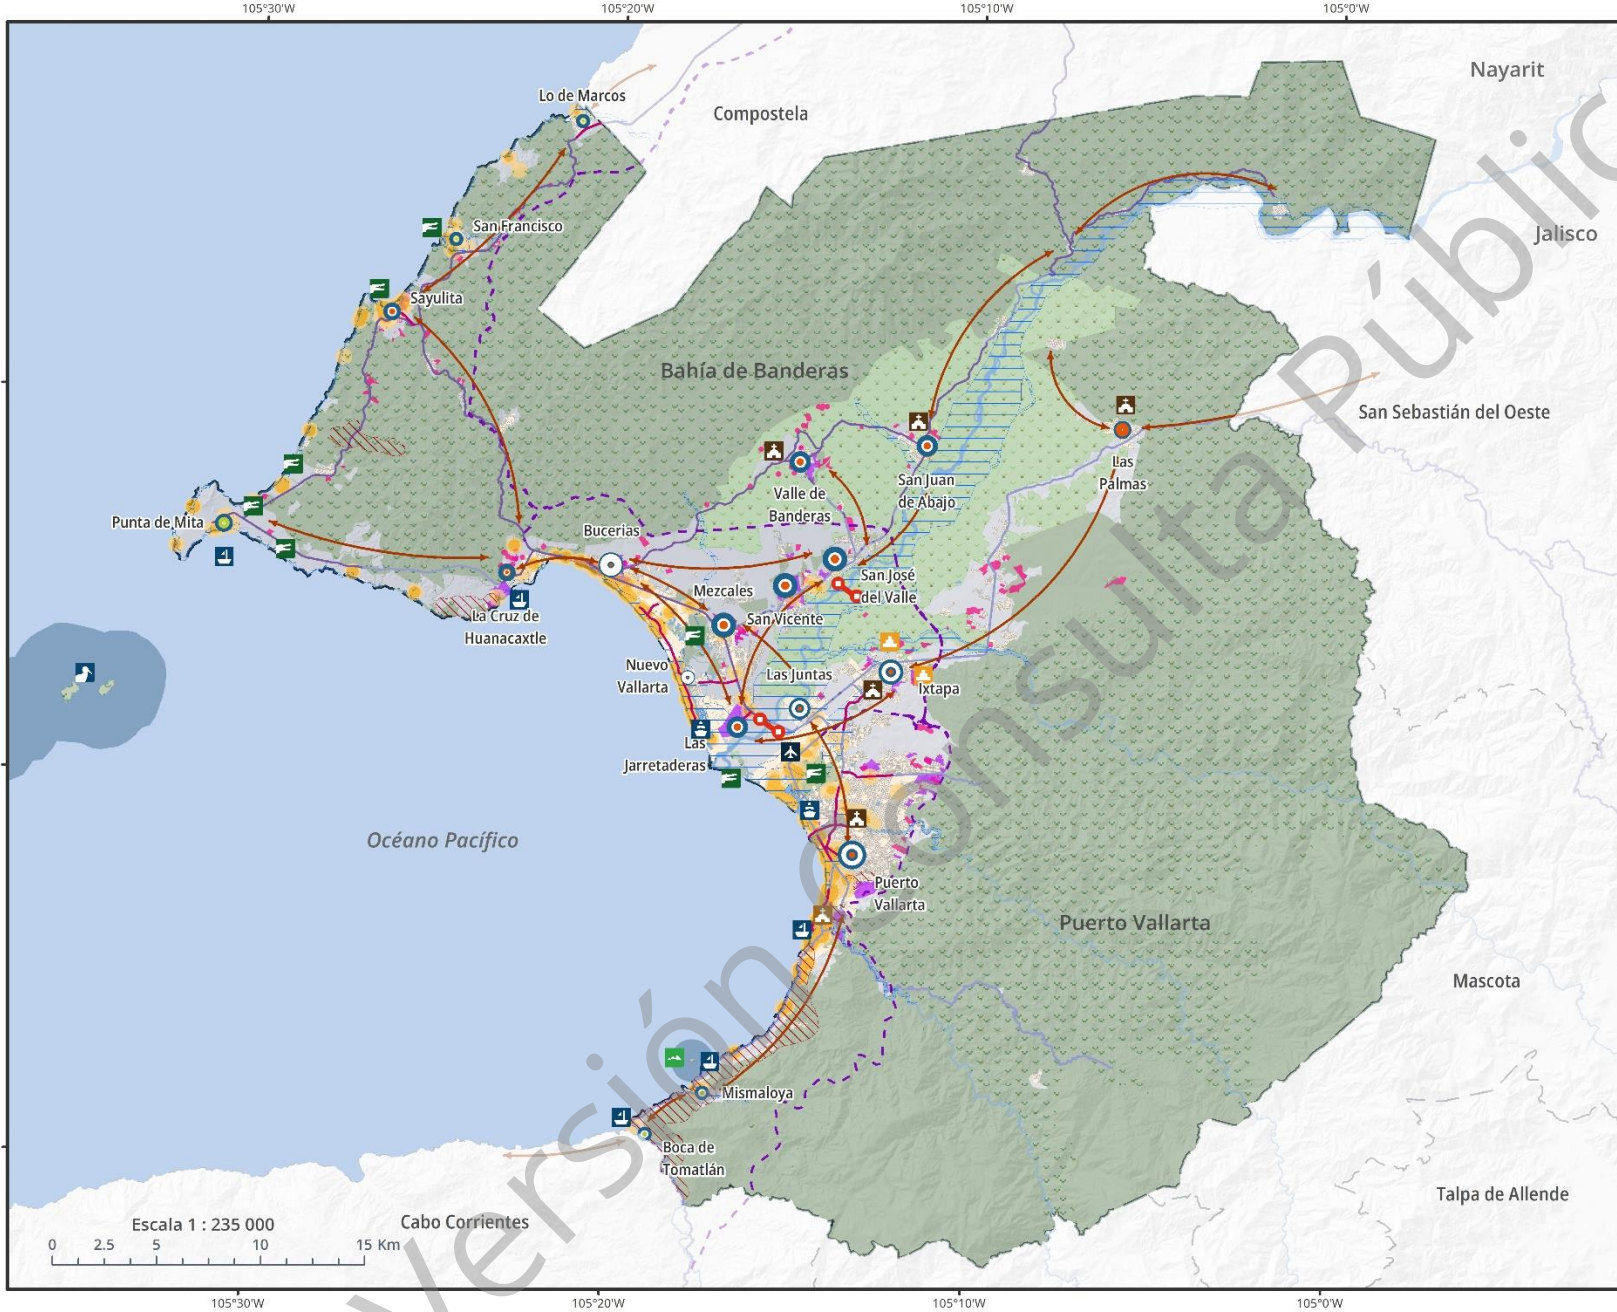 105°30'W
105°20'W
105°10'W
105°0'W
Nayarit
Lo de Marcos
Compostela
San Francisco
Jalisco
Sayulita
Bahía de Banderas
San Sebastián del Oeste
Las
Palmas
San Juan
de Abajo
Valle de
Banderas
Punta de Mita
Bucerias
San José
del Valle
Mezcales
San Vicente
La Cruz de
Huanacaxtle
Nuevo
Vallarta
Las Juntas
Ixtapa
Las
Jarretaderas
Océano Pacífico
Puerto
Vallarta
Puerto Vallarta
Mascota
Mismaloya
Boca de
Tomatlán
Talpa de Allende
Cabo Corrientes
Escala 1 : 235 000
0 2.5 5 10 15 Km
105°30'W
105°20'W
105°10'W
105°0'W
Versión Consulta Públic